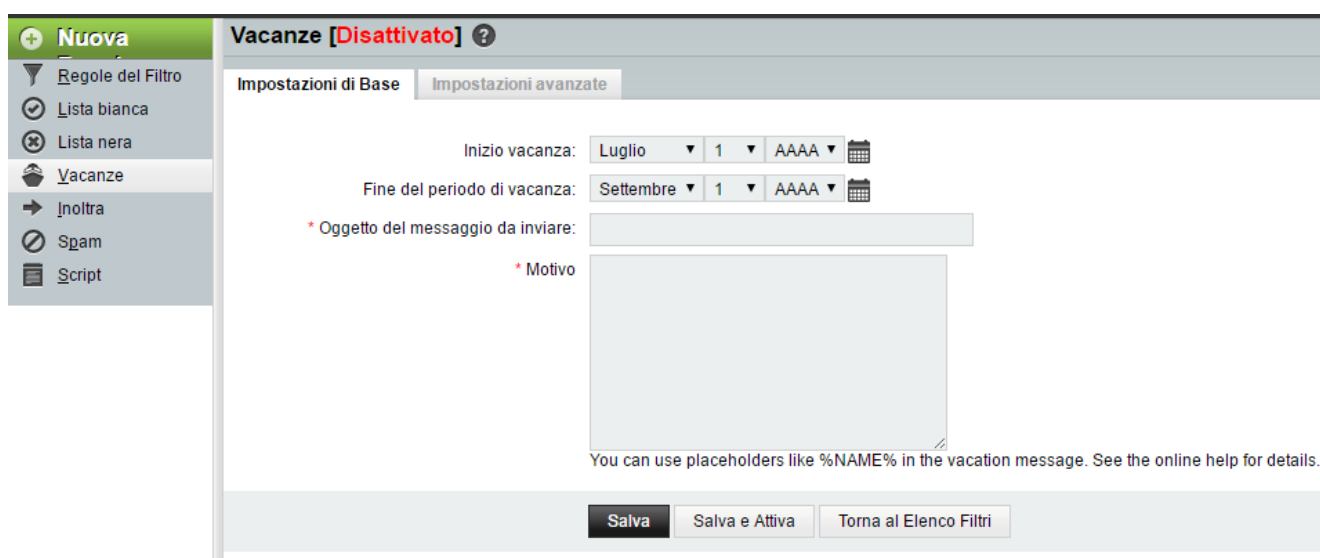 Nuova
Regole del Filtro
Lista bianca
Lista nera
Vacanze
Inoltra
Spam
Script
Vacanze [Disattivato] ?
Impostazioni di Base Impostazioni avanzate
Inizio vacanza: Luglio 1 AAAA
Fine del periodo di vacanza: Settembre 1 AAAA
* Oggetto del messaggio da inviare:
* Motivo
You can use placeholders like %NAME% in the vacation message. See the online help for details.
Salva Salva e Attiva Torna al Elenco Filtri